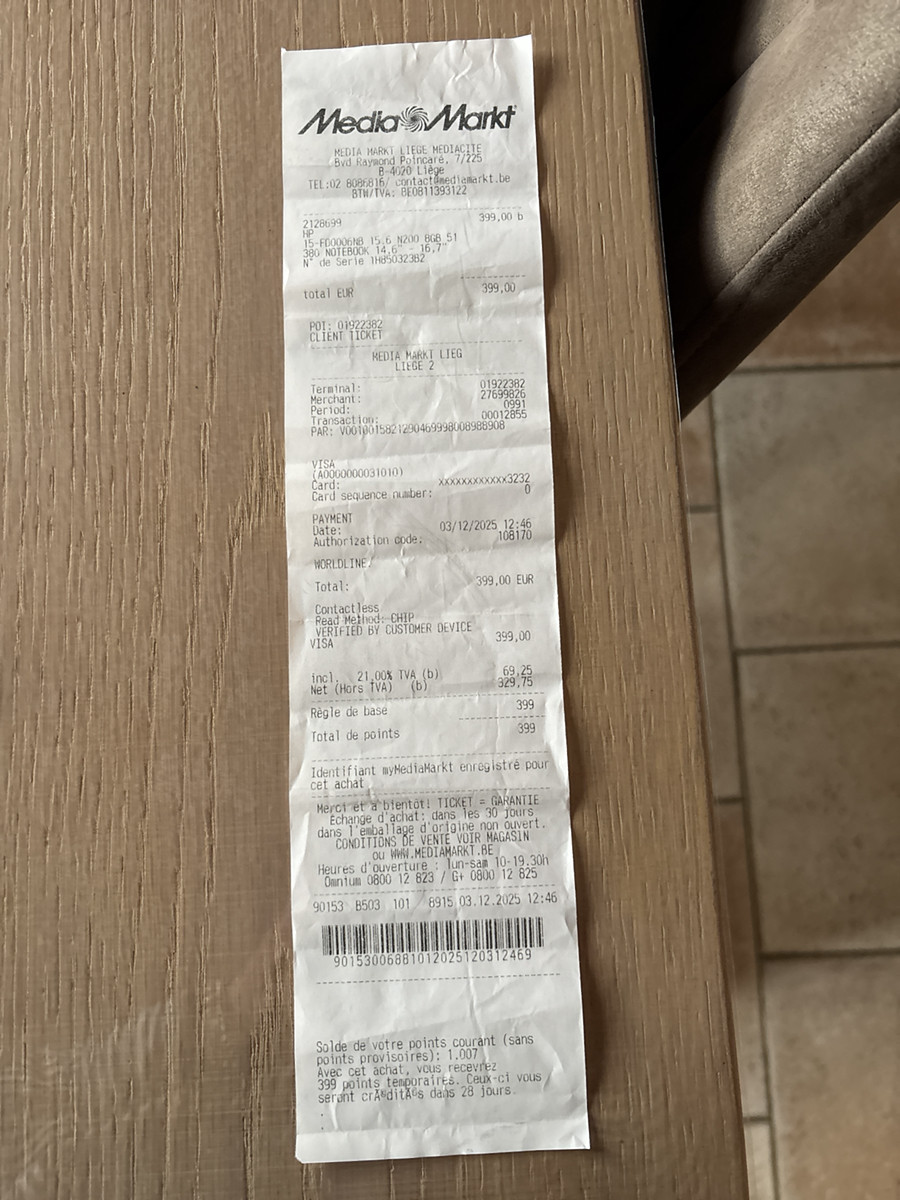 Media Markt
MEDIA MARKT LIEGE MEDIACITE
Bvd Raymond Poincaré, 7/225
B-4020 Liège
TEL:02 8086816/ contact@mediamarkt.be
BTW/TVA: BE0811393122
2128699 399,00 b
HP
15-FD0006NB 15.6 N200 8GB 51
380 NOTEBOOK 14,6" - 16,7"
N° de Serie 1H85032382
total EUR 399,00
POI: 01922382
CLIENT TICKET
MEDIA MARKT LIEG
LIEGE 2
Terminal: 01922382
Merchant: 27699826
Period: 0991
Transaction: 00012855
PAR: V0010015821290469998008988908
VISA
(A0000000031010)
Card: xxxxxxxxxxxx3232
Card sequence number: 0
PAYMENT
Date: 03/12/2025 12:46
Authorization code: 108170
WORLDLINE
Total: 399,00 EUR
Contactless
Read Method: CHIP
VERIFIED BY CUSTOMER DEVICE
VISA 399,00
incl. 21,00% TVA (b) 69,25
Net (Hors TVA) (b) 329,75
Règle de base 399
Total de points 399
Identifiant myMediaMarkt enregistré pour
cet achat
Merci et à bientôt! TICKET = GARANTIE
Echange d'achat: dans les 30 jours
dans l'emballage d'origine non ouvert.
CONDITIONS DE VENTE VOIR MAGASIN
ou WWW.MEDIAMARKT.BE
Heures d'ouverture : lun-sam 10-19.30h
Omnium 0800 12 823 / G+ 0800 12 825
90153 B503 101 8915 03.12.2025 12:46
90153006881012025120312469
Solde de votre points courant (sans
points provisoires): 1.007
Avec cet achat, vous recevrez
399 points temporaires. Ceux-ci vous
seront crÃ©ditÃ©s dans 28 jours.